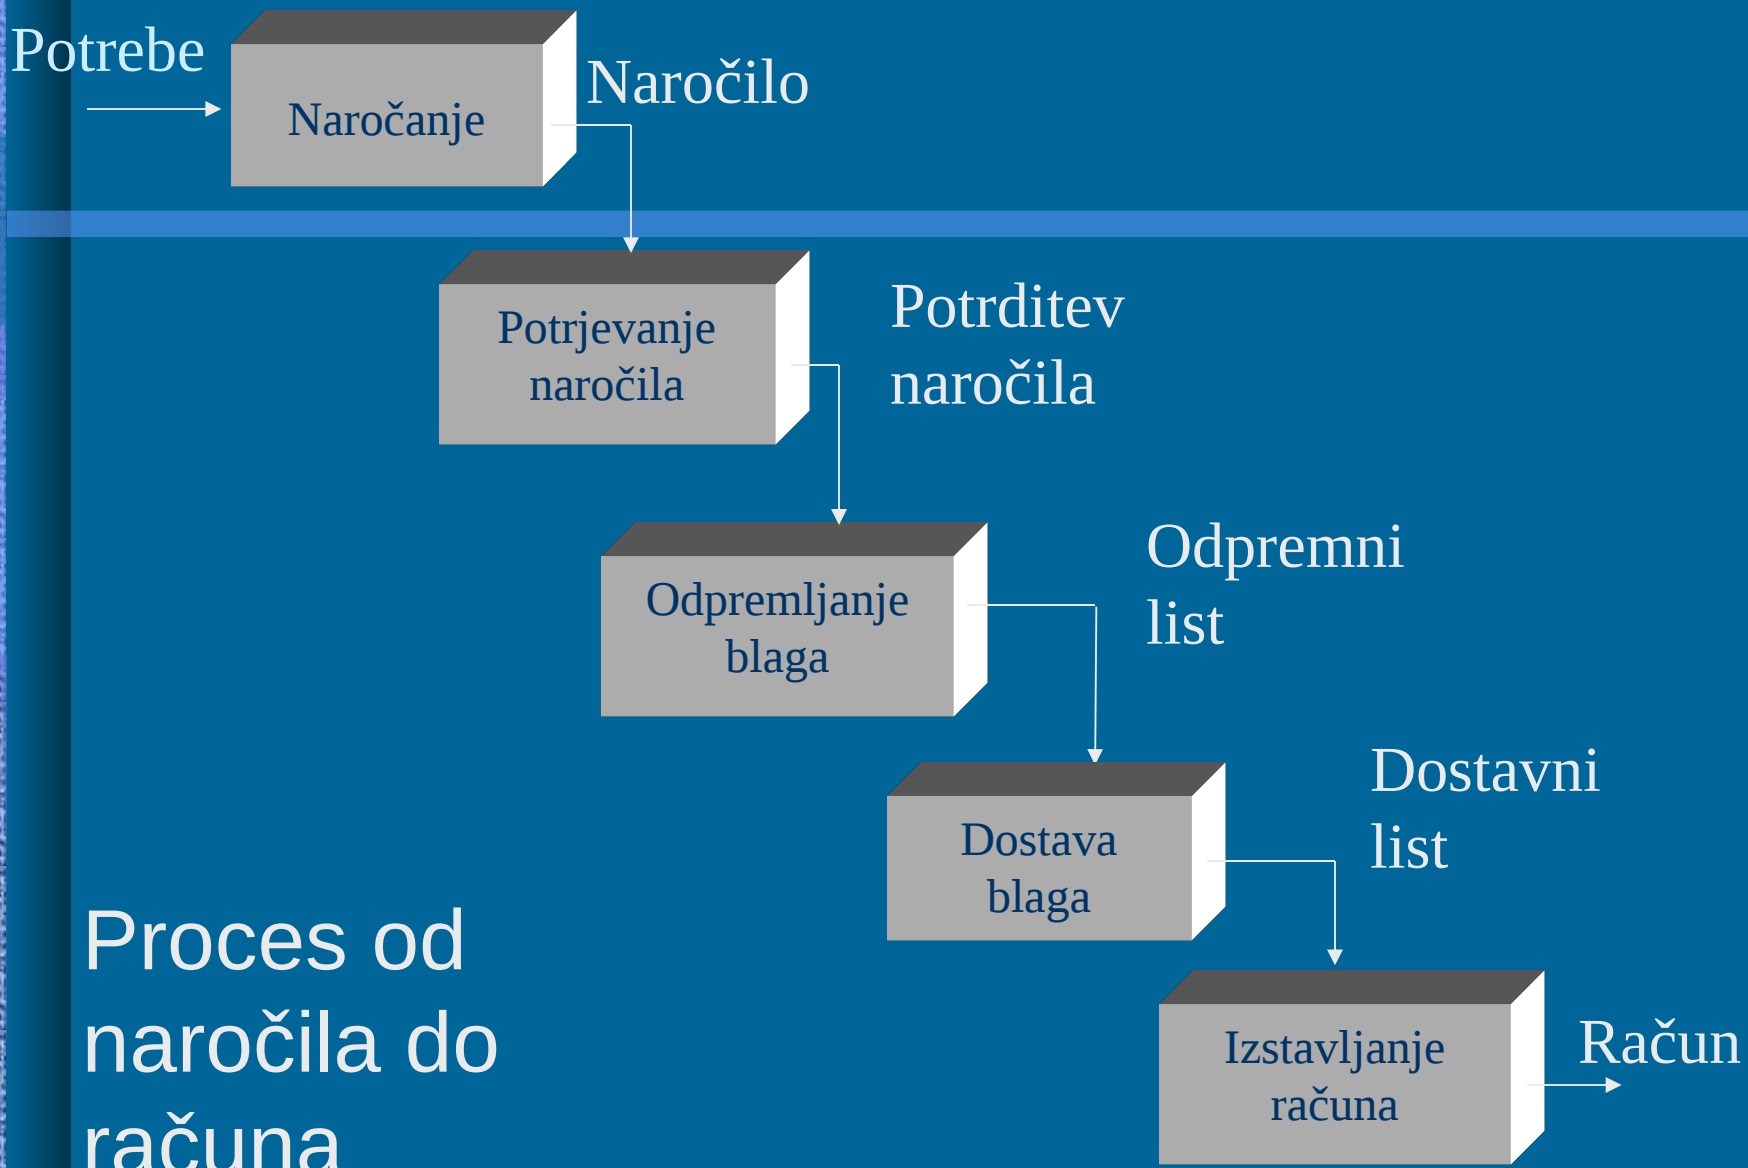 Potrebe
Naročanje
Naročilo
Potrjevanje
naročila
Potrditev
naročila
Odpremljanje
blaga
Odpremni
list
Dostava
blaga
Dostavni
list
Izstavljanje
računa
Račun
Proces od
naročila do
računa